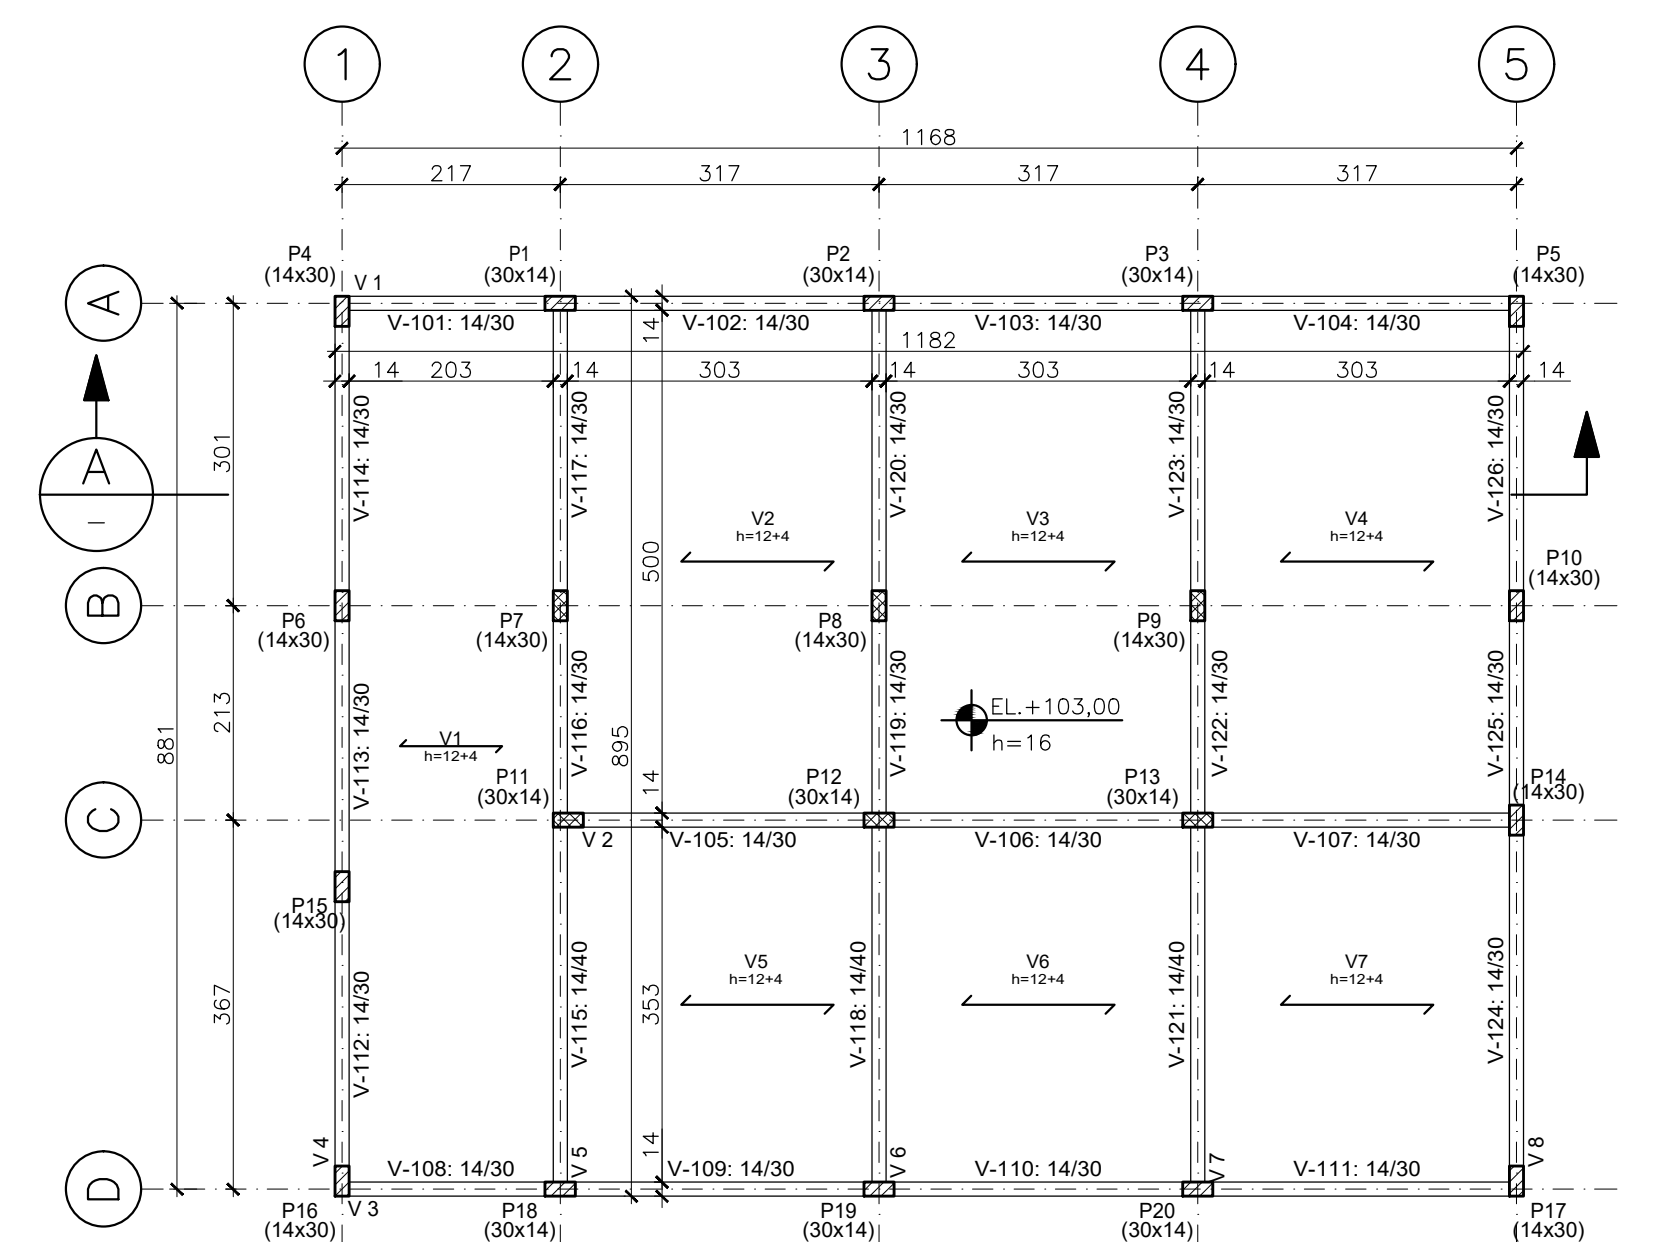 1 2 3 4 5
1168
217 317 317 317
P4 P1 P2 P3 P5
(14x30) (30x14) (30x14) (30x14) (14x30)
V 1
A
V-101: 14/30 14 V-102: 14/30 V-103: 14/30 V-104: 14/30
1182
14 203 14 303 14 303 14 303 14
301
V-114: 14/30
V-117: 14/30
V-120: 14/30
V-123: 14/30
V-126: 14/30
A
–
V2 V3 V4
h=12+4 h=12+4 h=12+4
500
P10
(14x30)
B
P6 P7 P8 P9
(14x30) (14x30) (14x30) (14x30)
213
881
V-113: 14/30
V-116: 14/30
895
V-119: 14/30
V-122: 14/30
V-125: 14/30
EL.+103,00
h=16
V1
h=12+4
14
P11 P12 P13 P14
(30x14) (30x14) (30x14) (14x30)
C
V 2 V-105: 14/30 V-106: 14/30 V-107: 14/30
P15
(14x30)
367
V-112: 14/30
V-115: 14/40
353
V-118: 14/40
V-121: 14/40
V-124: 14/30
V5 V6 V7
h=12+4 h=12+4 h=12+4
V 4
V 5
14
V 6
V 7
V 8
V-108: 14/30 V-109: 14/30 V-110: 14/30 V-111: 14/30
D
P16 V 3 P18 P19 P20 P17
(14x30) (30x14) (30x14) (30x14) (14x30)